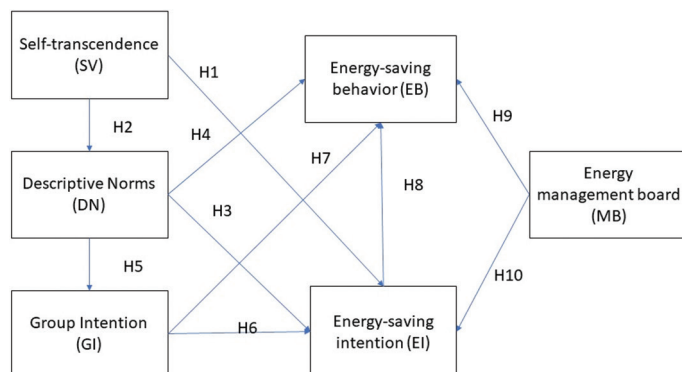 Self-transcendence
(SV)
H1
Energy-saving
behavior (EB)
H2
H4
H9
H7
Descriptive Norms
(DN)
Energy
management board
(MB)
H8
H3
H5
H10
Group Intention
(GI)
H6
Energy-saving
intention (EI)